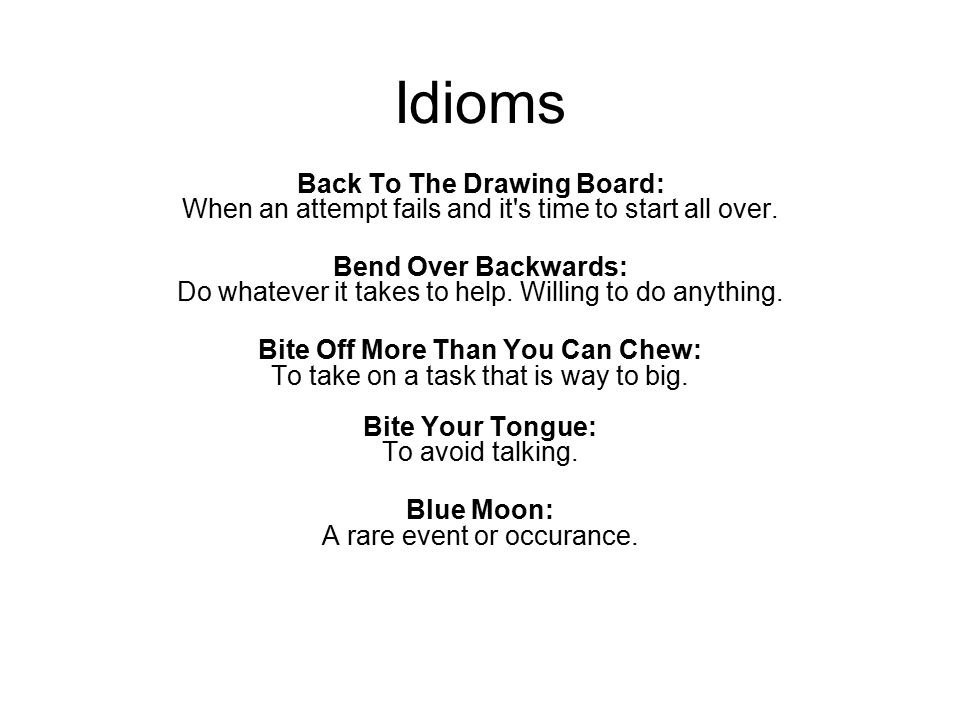 Idioms
Back To The Drawing Board:
When an attempt fails and it's time to start all over.
Bend Over Backwards:
Do whatever it takes to help. Willing to do anything.
Bite Off More Than You Can Chew:
To take on a task that is way to big.
Bite Your Tongue:
To avoid talking.
Blue Moon:
A rare event or occurance.